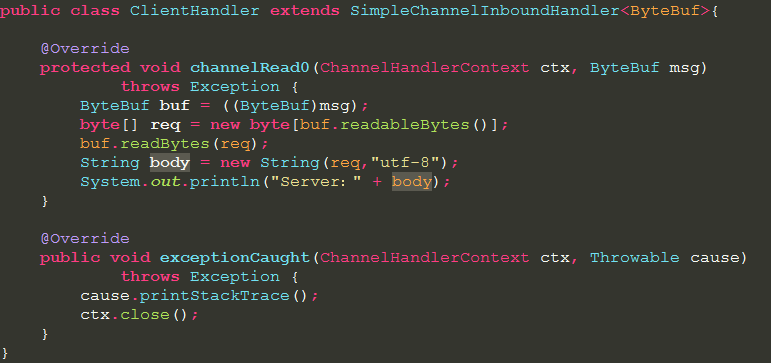 public class ClientHandler extends SimpleChannelInboundHandler<ByteBuf>{
@Override
protected void channelRead0(ChannelHandlerContext ctx, ByteBuf msg)
throws Exception {
ByteBuf buf = ((ByteBuf)msg);
byte[] req = new byte[buf.readableBytes()];
buf.readBytes(req);
String body = new String(req,"utf-8");
System.out.println("Server: " + body);
}
@Override
public void exceptionCaught(ChannelHandlerContext ctx, Throwable cause)
throws Exception {
cause.printStackTrace();
ctx.close();
}
}